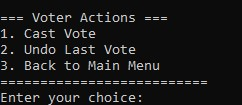 === Voter Actions ===
1. Cast Vote
2. Undo Last Vote
3. Back to Main Menu
==========================
Enter your choice: